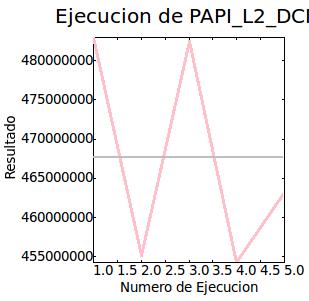 Ejecucion de PAPI_L2_DC
480000000
475000000
470000000
465000000
460000000
455000000
Resultado
1.0 1.5 2.0 2.5 3.0 3.5 4.0 4.5 5.0
Numero de Ejecucion